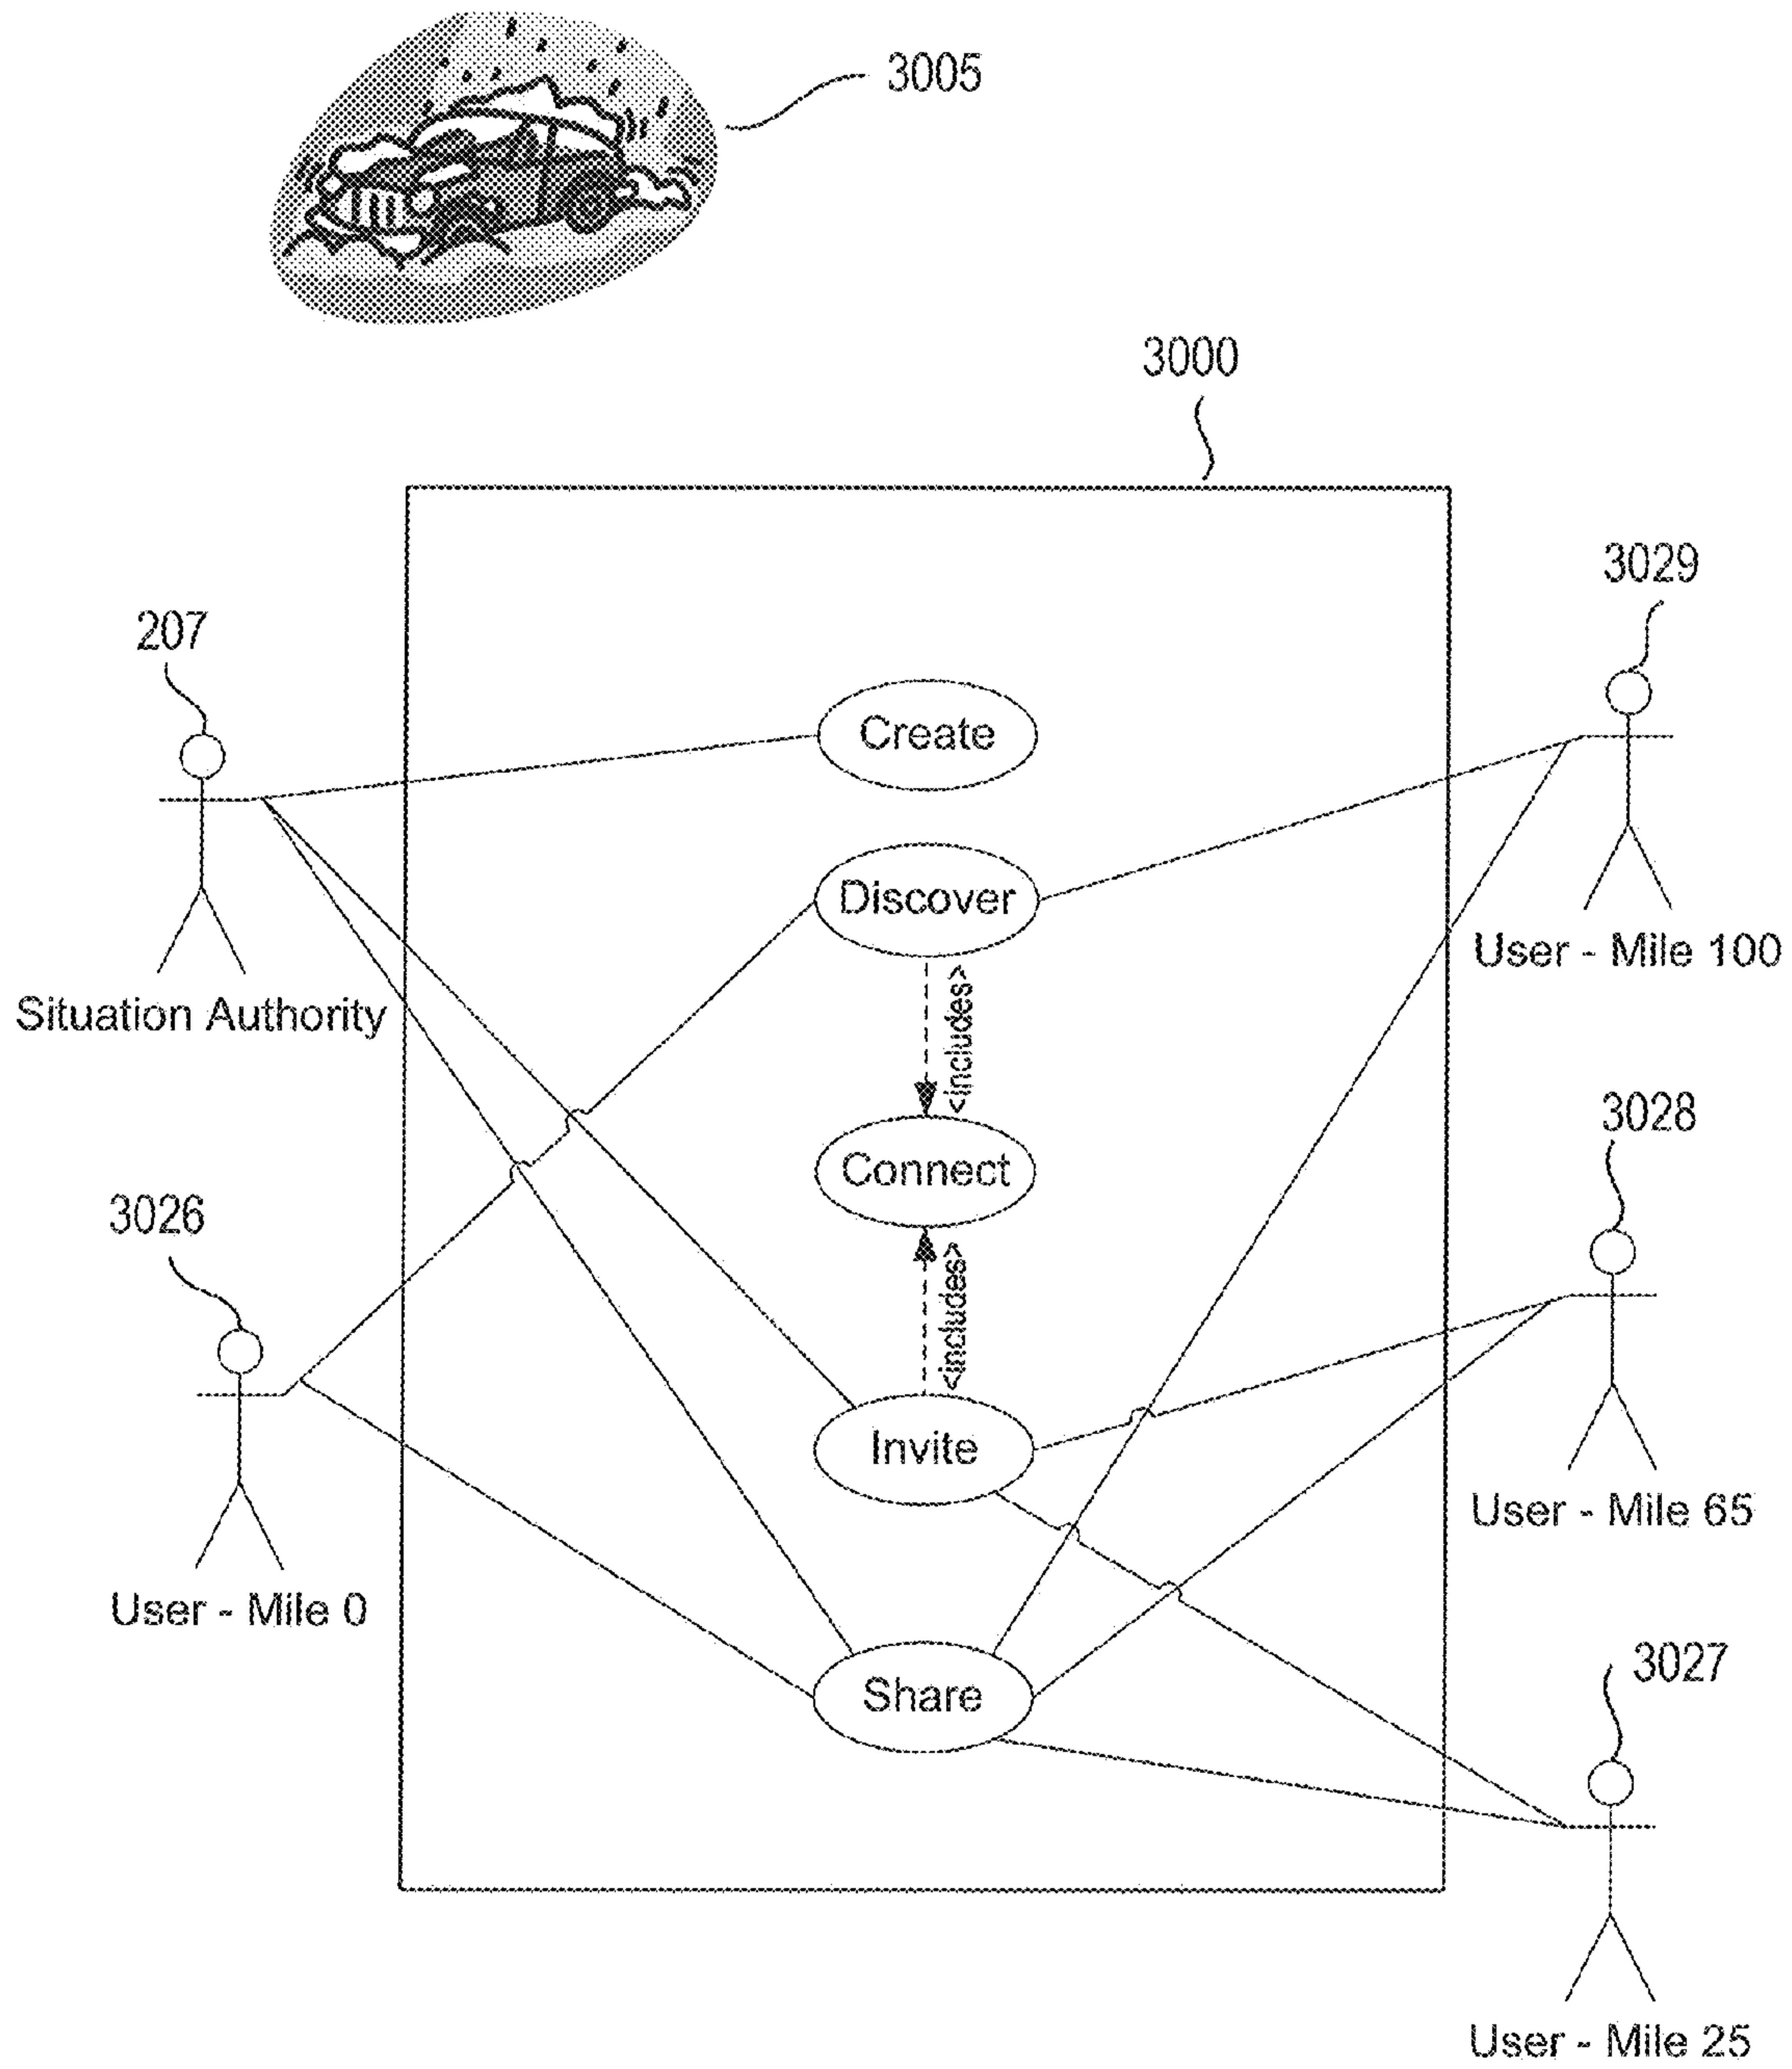 3005
3000
3029
207
Create
Discover
User - Mile 100
Situation Authority
<includes>
3028
Connect
3026
<includes>
Invite
User - Mile 65
User - Mile 0
3027
Share
User - Mile 25